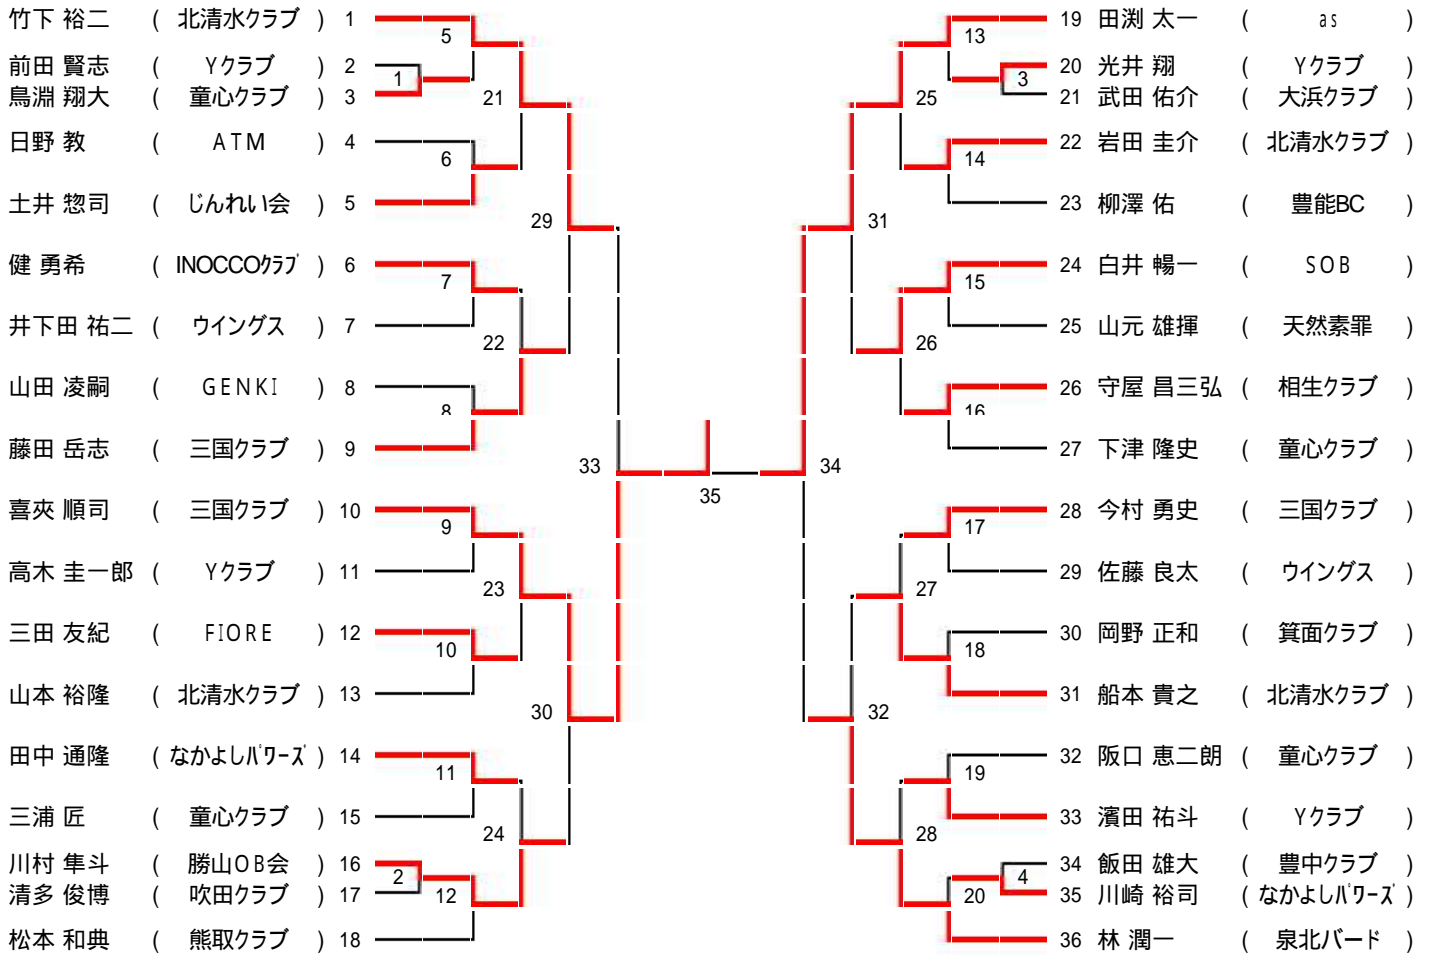 竹下 裕二 ( 北清水クラブ ) 1
前田 賢志 ( Yクラブ ) 2
鳥淵 翔大 ( 童心クラブ ) 3
日野 教 ( ATM ) 4
土井 惣司 ( じんれい会 ) 5
健 勇希 ( INOCCOクラブ ) 6
井下田 祐二 ( ウイングス ) 7
山田 凌嗣 ( GENKI ) 8
藤田 岳志 ( 三国クラブ ) 9
喜夾 順司 ( 三国クラブ ) 10
高木 圭一郎 ( Yクラブ ) 11
三田 友紀 ( FIORE ) 12
山本 裕隆 ( 北清水クラブ ) 13
田中 通隆 ( なかよしパワーズ ) 14
三浦 匠 ( 童心クラブ ) 15
川村 隼斗 ( 勝山OB会 ) 16
清多 俊博 ( 吹田クラブ ) 17
松本 和典 ( 熊取クラブ ) 18
5
1
21
6
29
7
22
8
33
9
23
10
30
11
24
2
12
35
13
3
25
14
31
15
26
16
34
17
27
18
32
19
28
4
20
19 田渕 太一 ( as )
20 光井 翔 ( Yクラブ )
21 武田 佑介 ( 大浜クラブ )
22 岩田 圭介 ( 北清水クラブ )
23 柳澤 佑 ( 豊能BC )
24 白井 暢一 ( SOB )
25 山元 雄揮 ( 天然素罪 )
26 守屋 昌三弘 ( 相生クラブ )
27 下津 隆史 ( 童心クラブ )
28 今村 勇史 ( 三国クラブ )
29 佐藤 良太 ( ウイングス )
30 岡野 正和 ( 箕面クラブ )
31 船本 貴之 ( 北清水クラブ )
32 阪口 恵二朗 ( 童心クラブ )
33 濱田 祐斗 ( Yクラブ )
34 飯田 雄大 ( 豊中クラブ )
35 川崎 裕司 ( なかよしパワーズ )
36 林 潤一 ( 泉北バード )